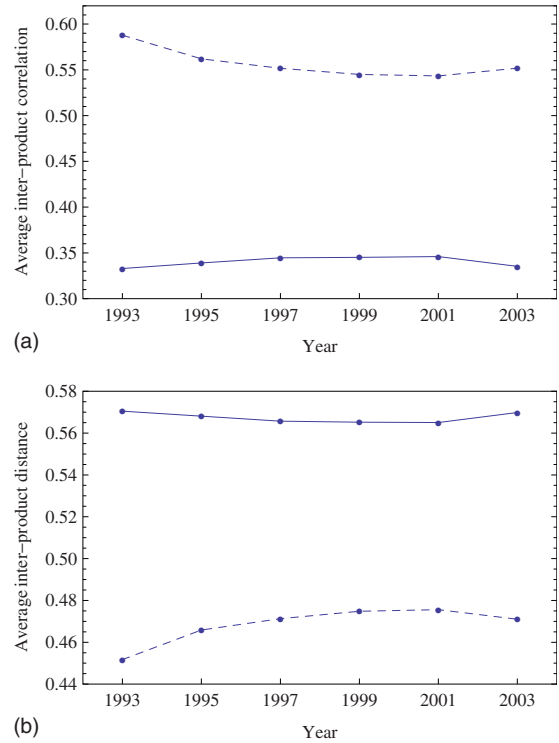 Average inter-product correlation
0.60
0.55
0.50
0.45
0.40
0.35
0.30
1993 1995 1997 1999 2001 2003
(a)
Year
Average inter-product distance
0.58
0.56
0.54
0.52
0.50
0.48
0.46
0.44
1993 1995 1997 1999 2001 2003
(b)
Year